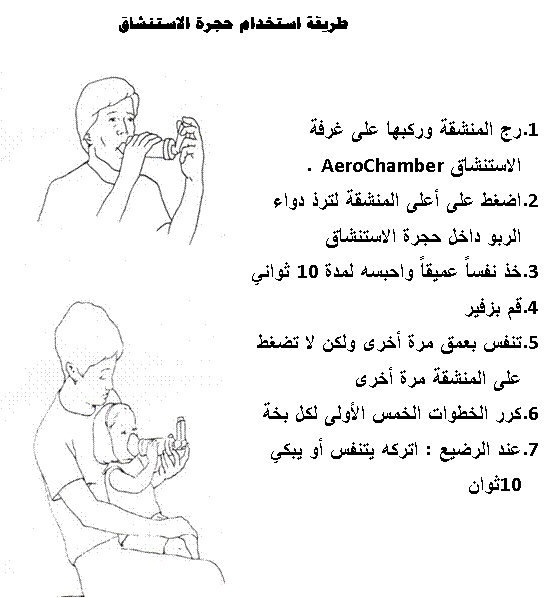 طريقة استخدام حجرة الاستنشاق
1.رج المنشقة وركبها على غرفة
الاستنشاق AeroChamber .
2.اضغط على أعلى المنشقة لترذ دواء
الربو داخل حجرة الاستنشاق
3.خذ نفساً عميقاً واحبسه لمدة 10 ثواني
4.قم بزفير
5.تنفس بعمق مرة أخرى ولكن لا تضغط
على المنشقة مرة أخرى
6.كرر الخطوات الخمس الأولى لكل بخة
7.عند الرضيع : اتركه يتنفس أو يبكي
10ثوان